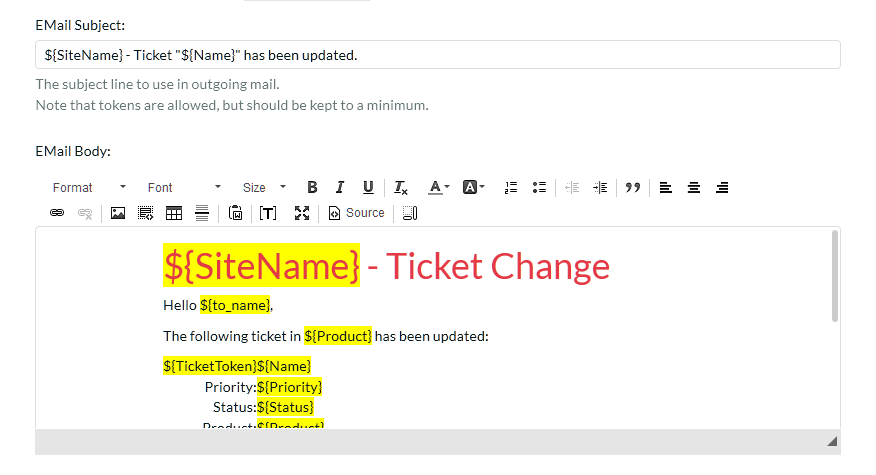 EMail Subject:
${SiteName} - Ticket "${Name}" has been updated.
The subject line to use in outgoing mail.
Note that tokens are allowed, but should be kept to a minimum.
EMail Body:
Format Font Size B I U Tx A A
[T] Source
${SiteName} - Ticket Change
Hello ${to_name},
The following ticket in ${Product} has been updated:
${TicketToken}${Name}
Priority:${Priority}
Status:${Status}
Product:${Product}